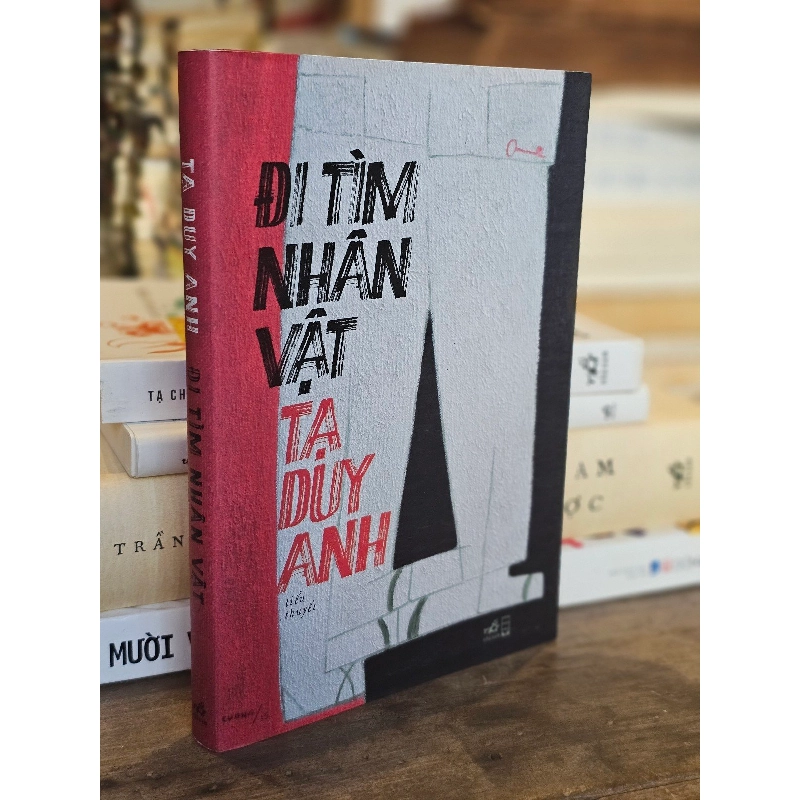 ĐI TÌM
NHÂN
VẬT
TẠ
DUY
ANH
tiểu
thuyết
TẠ DUY ANH ĐI TÌM NHÂN VẬT
TẠ CH
TRẦN
MƯỜI
AM
ỢC